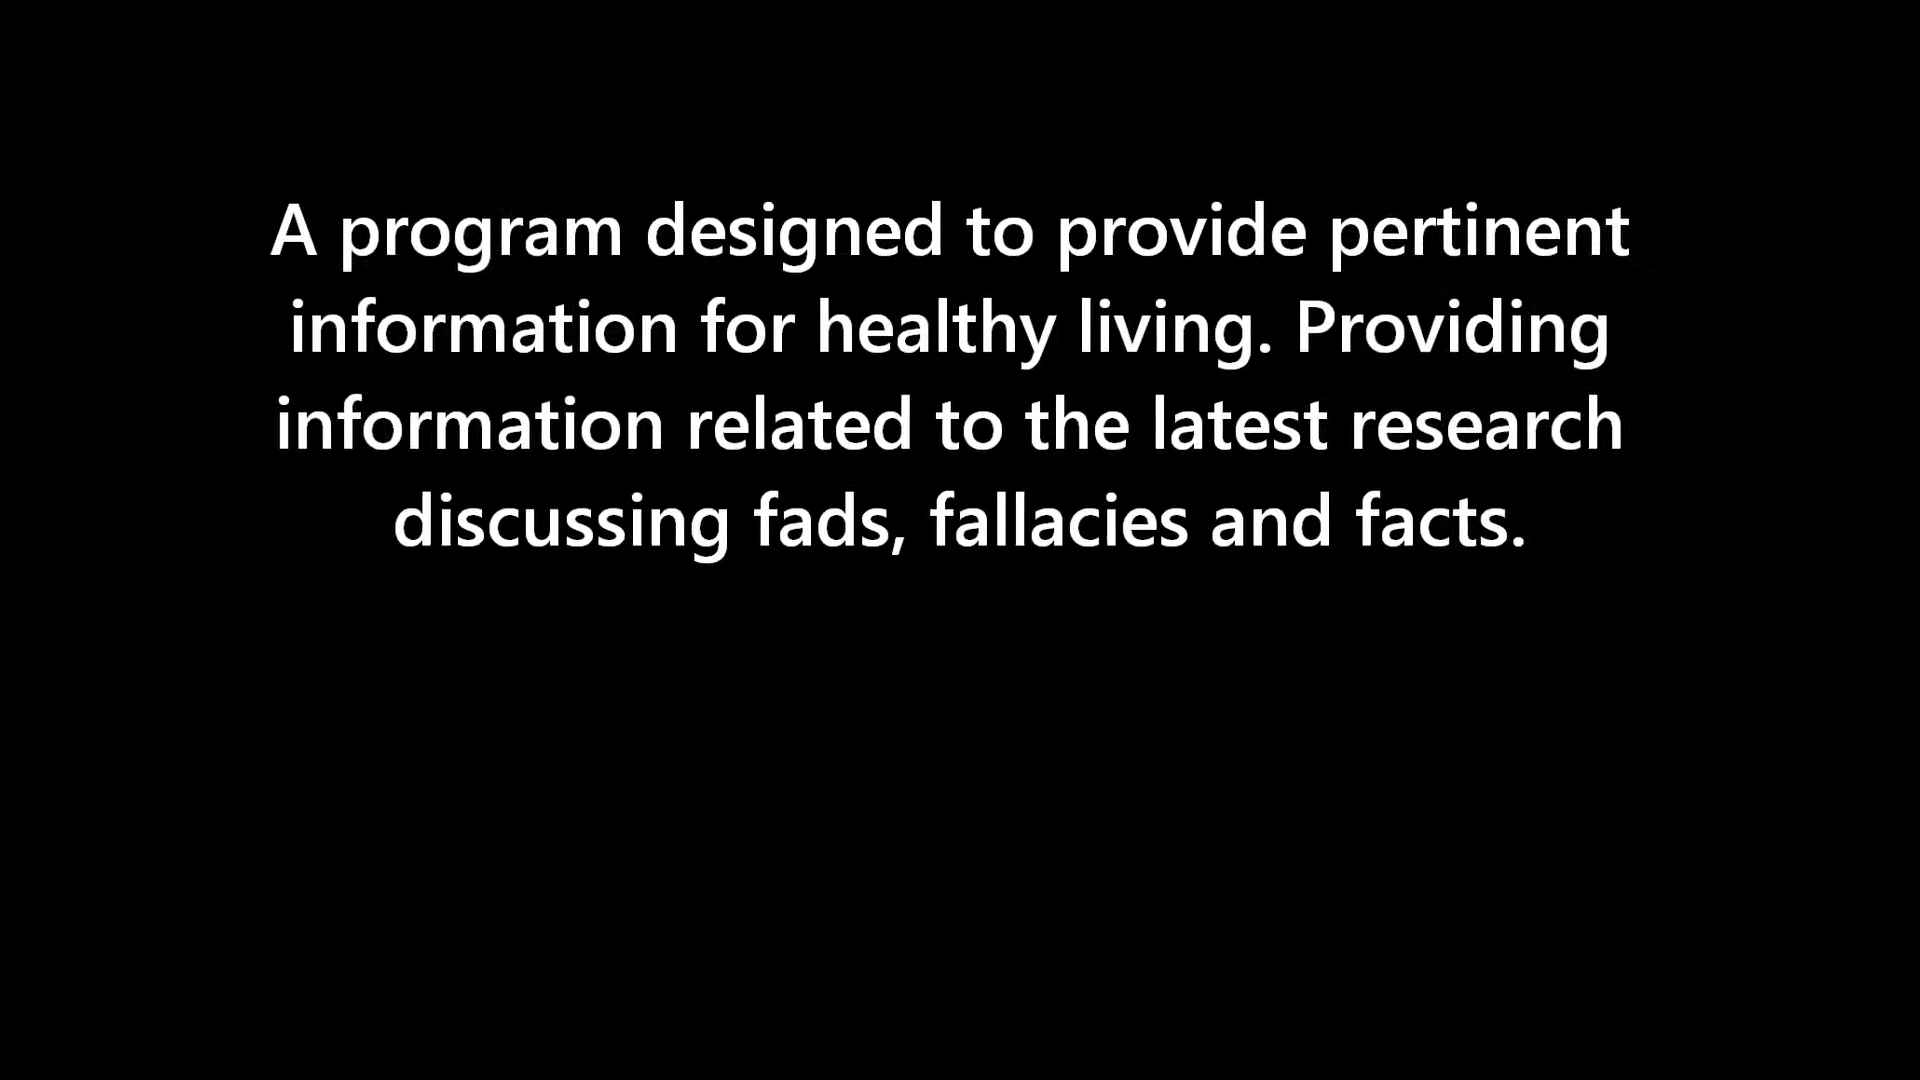 A program designed to provide pertinent
information for healthy living. Providing
information related to the latest research
discussing fads, fallacies and facts.